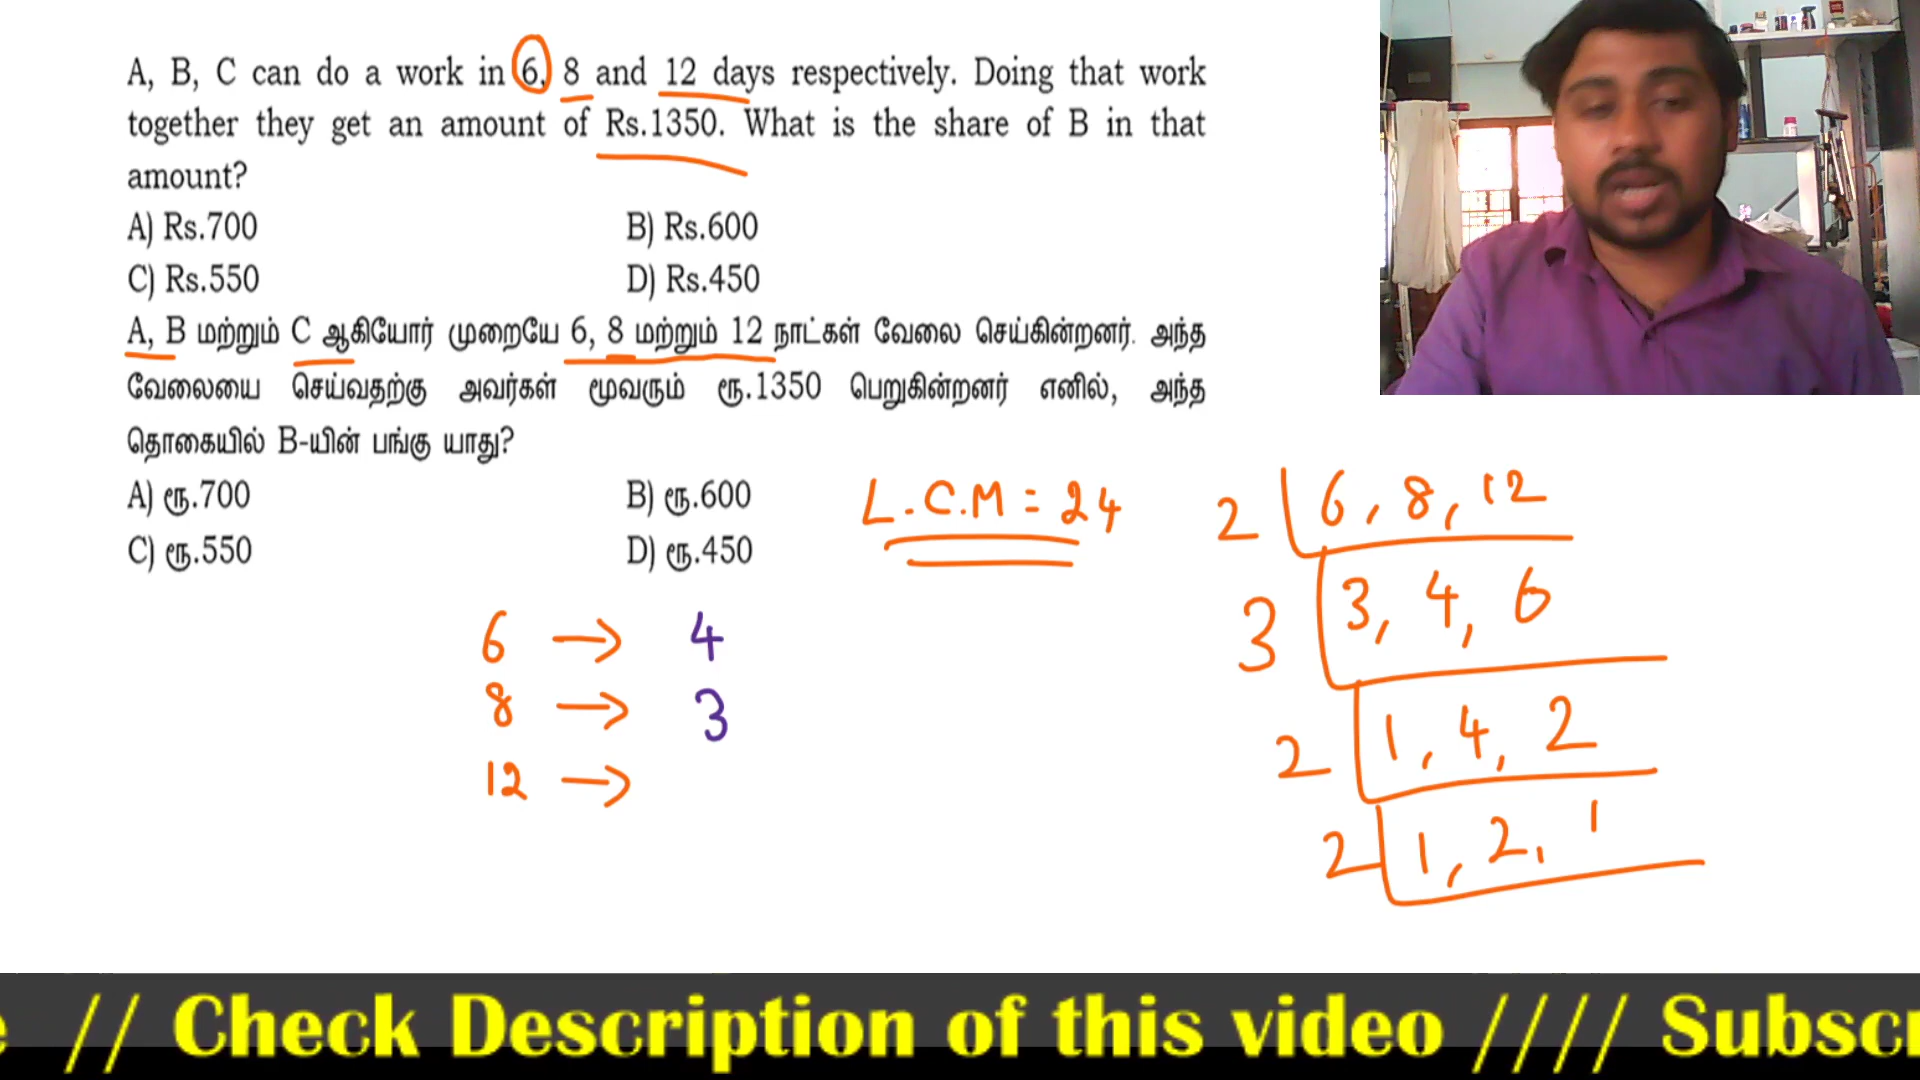 A, B, C can do a work in 6, 8 and 12 days respectively. Doing that work
together they get an amount of Rs.1350. What is the share of B in that
amount?
A) Rs.700 B) Rs.600
C) Rs.550 D) Rs.450
A, B மற்றும் C ஆகியோர் முறையே 6, 8 மற்றும் 12 நாட்கள் வேலை செய்கின்றனர். அந்த
வேலையை செய்வதற்கு அவர்கள் மூவரும் ரூ.1350 பெறுகின்றனர் எனில், அந்த
தொகையில் B-யின் பங்கு யாது?
A) ரூ.700 B) ரூ.600
C) ரூ.550 D) ரூ.450
L.C.M = 24
2 6, 8, 12
3 3, 4, 6
2 1, 4, 2
2 1, 2, 1
6 → 4
8 → 3
12 →
// Check Description of this video //// Subscr